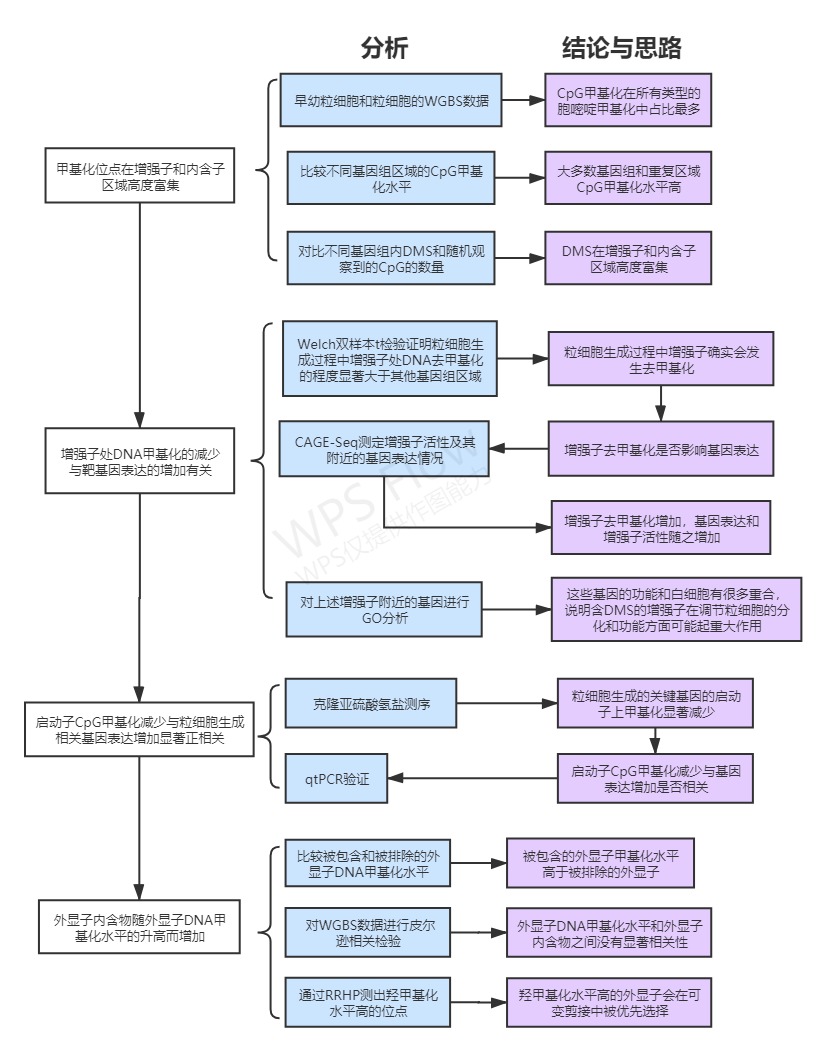 分析
结论与思路
甲基化位点在增强子和内含子
区域高度富集
早幼粒细胞和粒细胞的WGBS数据
CpG甲基化在所有类型的
胞嘧啶甲基化中占比最多
比较不同基因组区域的CpG甲基
化水平
大多数基因组和重复区域
CpG甲基化水平高
对比不同基因组内DMS和随机观
察到的CpG的数量
DMS在增强子和内含子
区域高度富集
增强子处DNA甲基化的减少
与靶基因表达的增加有关
Welch双样本t检验证明粒细胞生
成过程中增强子处DNA去甲基化
的程度显著大于其他基因组区域
粒细胞生成过程中增强子确实会发
生去甲基化
CAGE-Seq测定增强子活性及其
附近的基因表达情况
增强子去甲基化是否影响基因表达
增强子去甲基化增加，基因表达和
增强子活性随之增加
对上述增强子附近的基因进行
GO分析
这些基因的功能和白细胞有很多重合，
说明含DMS的增强子在调节粒细胞的分
化和功能方面可能起重大作用
启动子CpG甲基化减少与粒细胞生成
相关基因表达增加显著正相关
克隆亚硫酸氢盐测序
粒细胞生成的关键基因的启动
子上甲基化显著减少
qtPCR验证
启动子CpG甲基化减少与基因
表达增加是否相关
外显子内含物随外显子DNA甲
基化水平的升高而增加
比较被包含和被排除的外
显子DNA甲基化水平
被包含的外显子甲基化水平
高于被排除的外显子
对WGBS数据进行皮尔
逊相关检验
外显子DNA甲基化水平和外显子
内含物之间没有显著相关性
通过RRHP测出羟甲基化
水平高的位点
羟甲基化水平高的外显子会在可
变剪接中被优先选择
WPS Flow
WPS仅提供作图能力